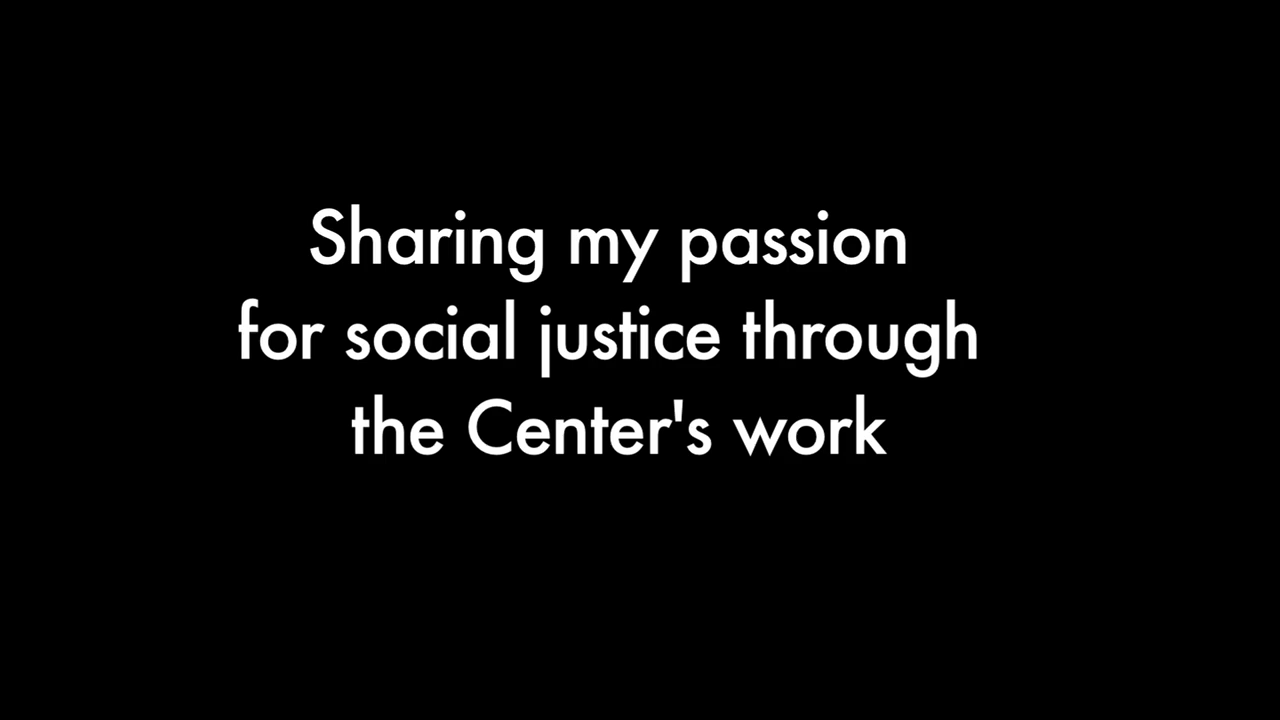 Sharing my passion
for social justice through
the Center's work